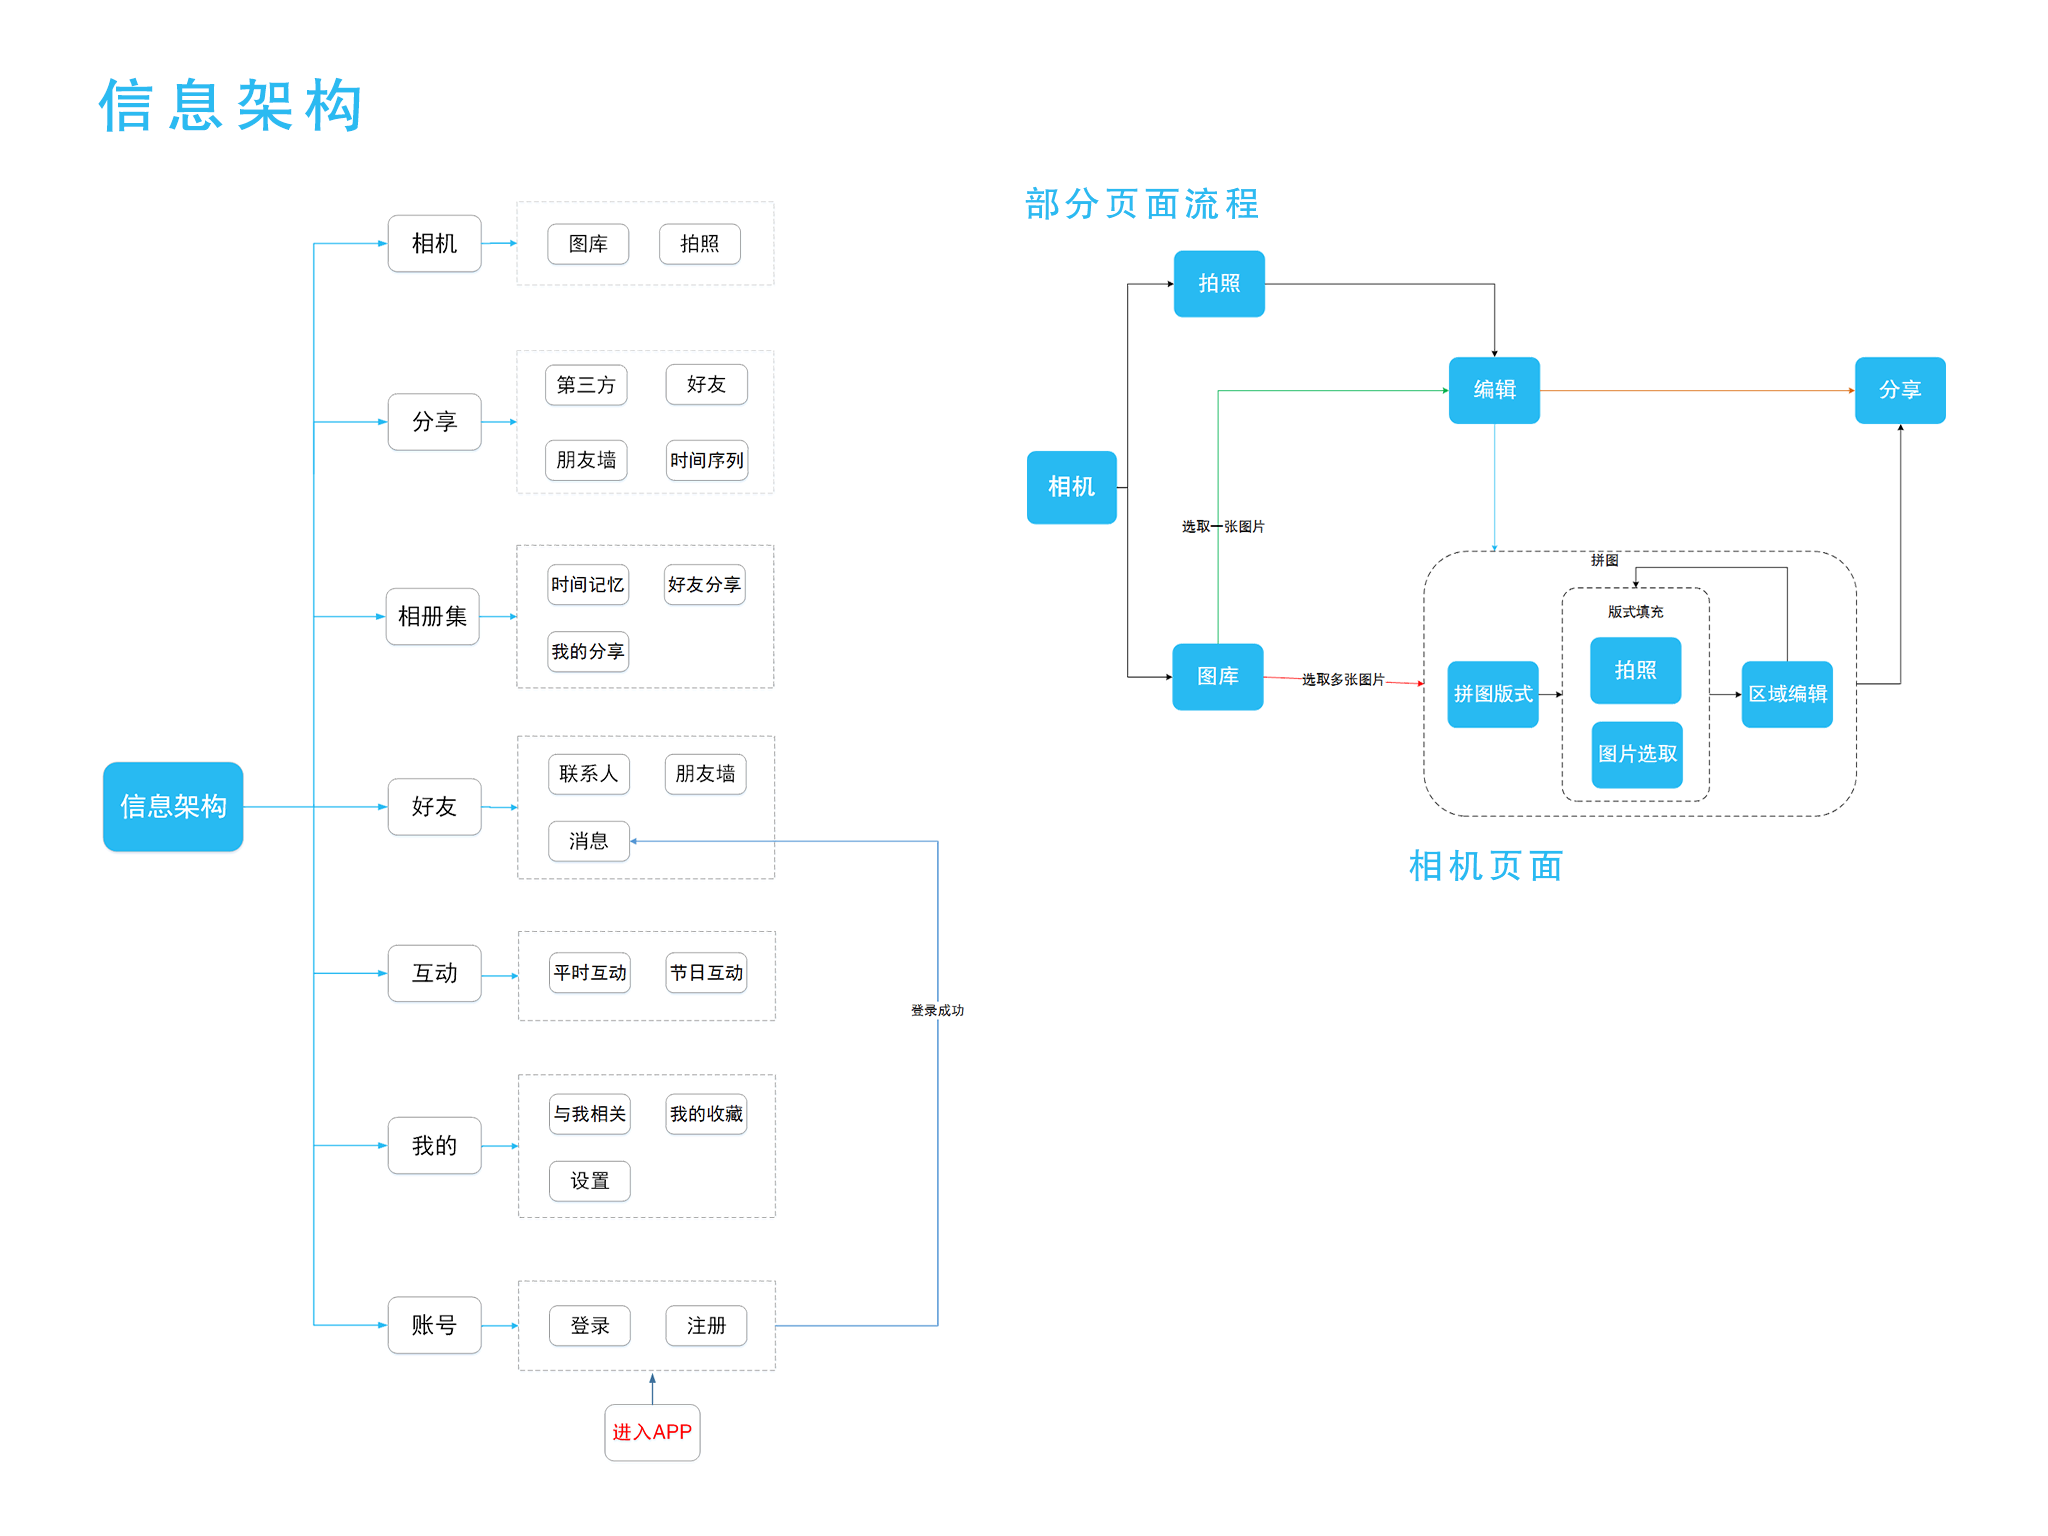 信息架构
信息架构
相机
图库
拍照
分享
第三方
好友
朋友墙
时间序列
相册集
时间记忆
好友分享
我的分享
好友
联系人
朋友墙
消息
互动
平时互动
节日互动
登录成功
我的
与我相关
我的收藏
设置
账号
登录
注册
进入APP
部分页面流程
拍照
编辑
分享
相机
选取一张图片
图库
选取多张图片
拼图
版式填充
拼图版式
拍照
图片选取
区域编辑
相机页面